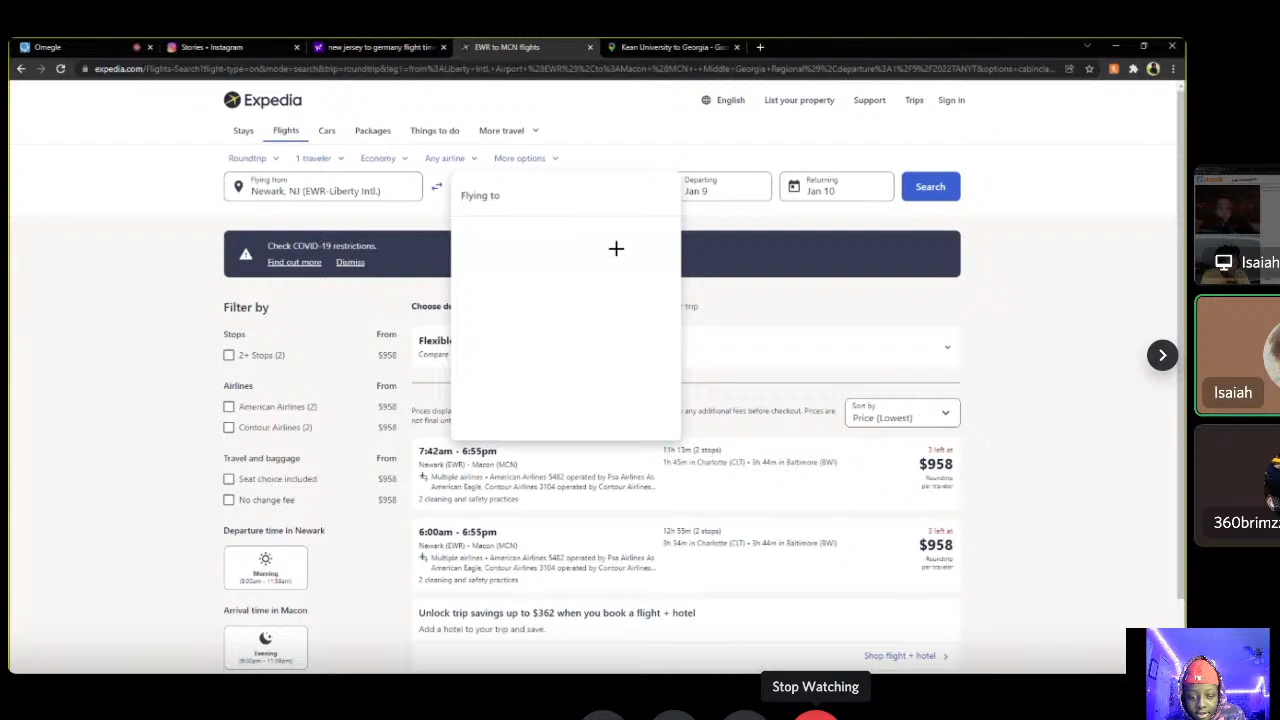 Omegle
Stories • Instagram
new jersey to germany flight tim
EWR to MCN flights
Kean University to Georgia - Goo
expedia.com/Flights-Search?flight-type=on&mode=search&trip=roundtrip&leg1=from%3ALiberty+Intl.+Airport+%28EWR%29%2Cto%3AMacon+%28MCN+-+Middle+Georgia+Regional%29%2Cdeparture%3A1%2F9%2F2022TANYT&options=cabincla...
Expedia
English
List your property
Support
Trips
Sign in
Stays
Flights
Cars
Packages
Things to do
More travel
Roundtrip
1 traveler
Economy
Any airline
More options
Flying from
Newark, NJ (EWR-Liberty Intl.)
Flying to
Departing
Jan 9
Returning
Jan 10
Search
Check COVID-19 restrictions.
Find out more
Dismiss
Filter by
Stops
From
2+ Stops (2)
$958
Airlines
From
American Airlines (2)
$958
Contour Airlines (2)
$958
Travel and baggage
From
Seat choice included
$958
No change fee
$958
Departure time in Newark
Morning
(5:00am - 11:59am)
Arrival time in Macon
Evening
(6:00pm - 11:59pm)
Choose de
r trip
Flexible
Compare
Prices displa
y any additional fees before checkout. Prices are
not final unti
Sort by
Price (Lowest)
7:42am - 6:55pm
Newark (EWR) - Macon (MCN)
Multiple airlines • American Airlines 5482 operated by Psa Airlines As
American Eagle, Contour Airlines 3104 operated by Contour Airlines...
2 cleaning and safety practices
11h 13m (2 stops)
1h 45m in Charlotte (CLT) • 3h 44m in Baltimore (BWI)
3 left at
$958
Roundtrip
per traveler
6:00am - 6:55pm
Newark (EWR) - Macon (MCN)
Multiple airlines • American Airlines 5482 operated by Psa Airlines As
American Eagle, Contour Airlines 3104 operated by Contour Airlines...
2 cleaning and safety practices
12h 55m (2 stops)
3h 34m in Charlotte (CLT) • 3h 44m in Baltimore (BWI)
3 left at
$958
Roundtrip
per traveler
Unlock trip savings up to $362 when you book a flight + hotel
Add a hotel to your trip and save.
Shop flight + hotel
Isaiah
Isaiah
360brimz
Stop Watching